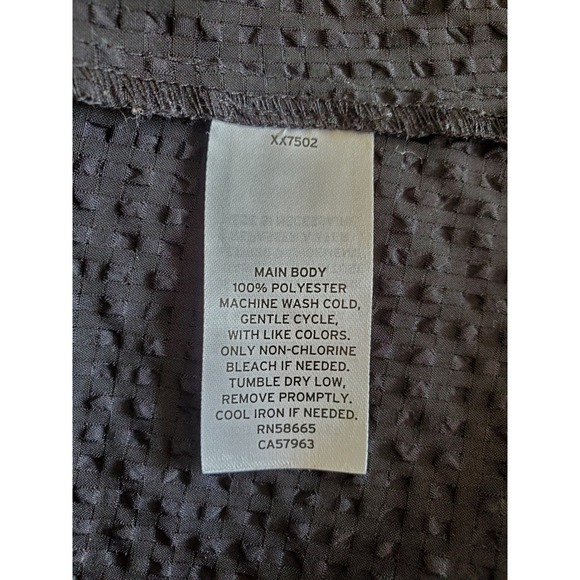 XX7502
MAIN BODY
100% POLYESTER
MACHINE WASH COLD,
GENTLE CYCLE,
WITH LIKE COLORS.
ONLY NON-CHLORINE
BLEACH IF NEEDED.
TUMBLE DRY LOW,
REMOVE PROMPTLY.
COOL IRON IF NEEDED.
RN58665
CA57963